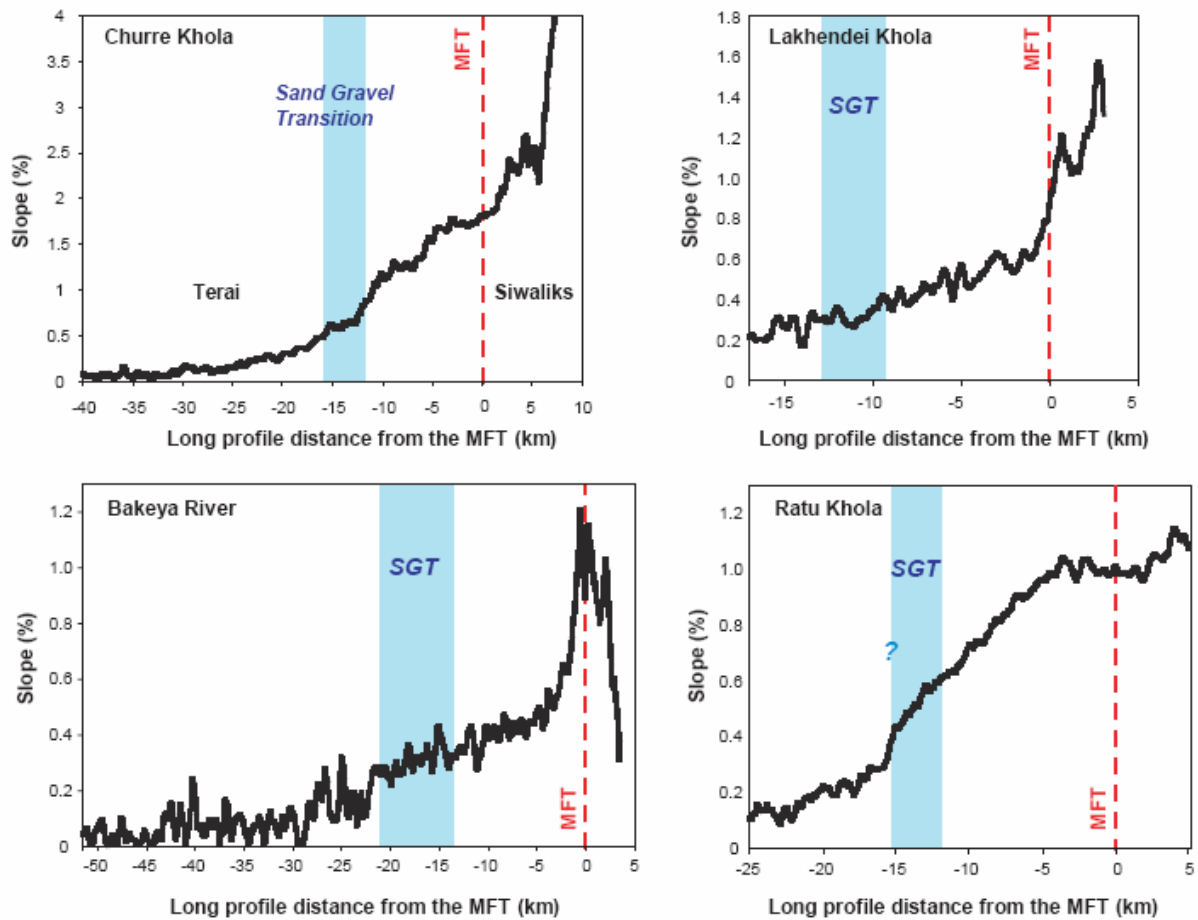 Churre Khola
MFT
Sand Gravel
Transition
Terai
Siwaliks
Slope (%)
4
3.5
3
2.5
2
1.5
1
0.5
0
-40 -35 -30 -25 -20 -15 -10 -5 0 5 10
Long profile distance from the MFT (km)
Lakhendei Khola
MFT
SGT
Slope (%)
1.8
1.6
1.4
1.2
1.0
0.8
0.6
0.4
0.2
0
-15 -10 -5 0 5
Long profile distance from the MFT (km)
Bakeya River
SGT
MFT
Slope (%)
1.2
1.0
0.8
0.6
0.4
0.2
0
-50 -45 -40 -35 -30 -25 -20 -15 -10 -5 0 5
Long profile distance from the MFT (km)
Ratu Khola
SGT
?
MFT
Slope (%)
1.2
1.0
0.8
0.6
0.4
0.2
0
-25 -20 -15 -10 -5 0 5
Long profile distance from the MFT (km)